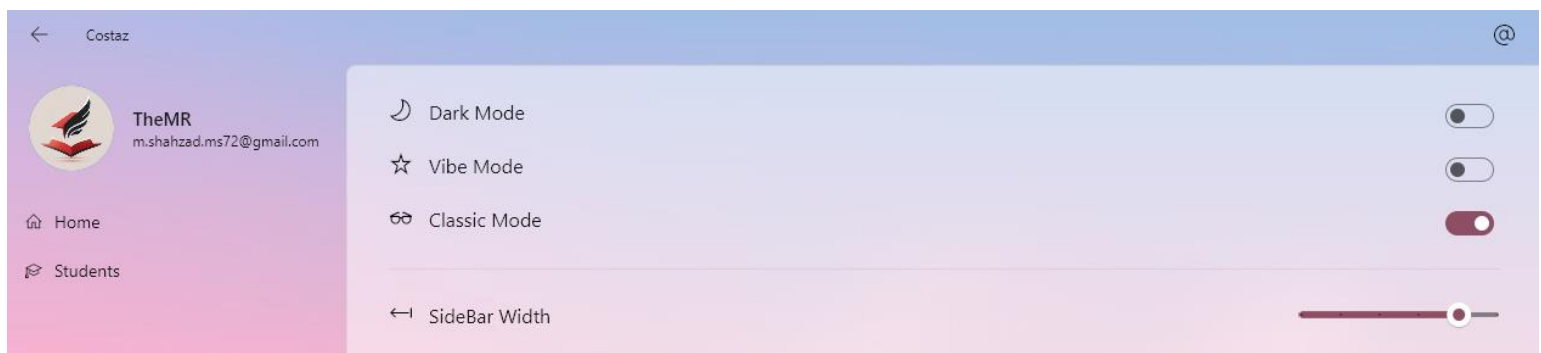 Costaz
@
TheMR
m.shahzad.ms72@gmail.com
Home
Students
Dark Mode
Vibe Mode
Classic Mode
SideBar Width